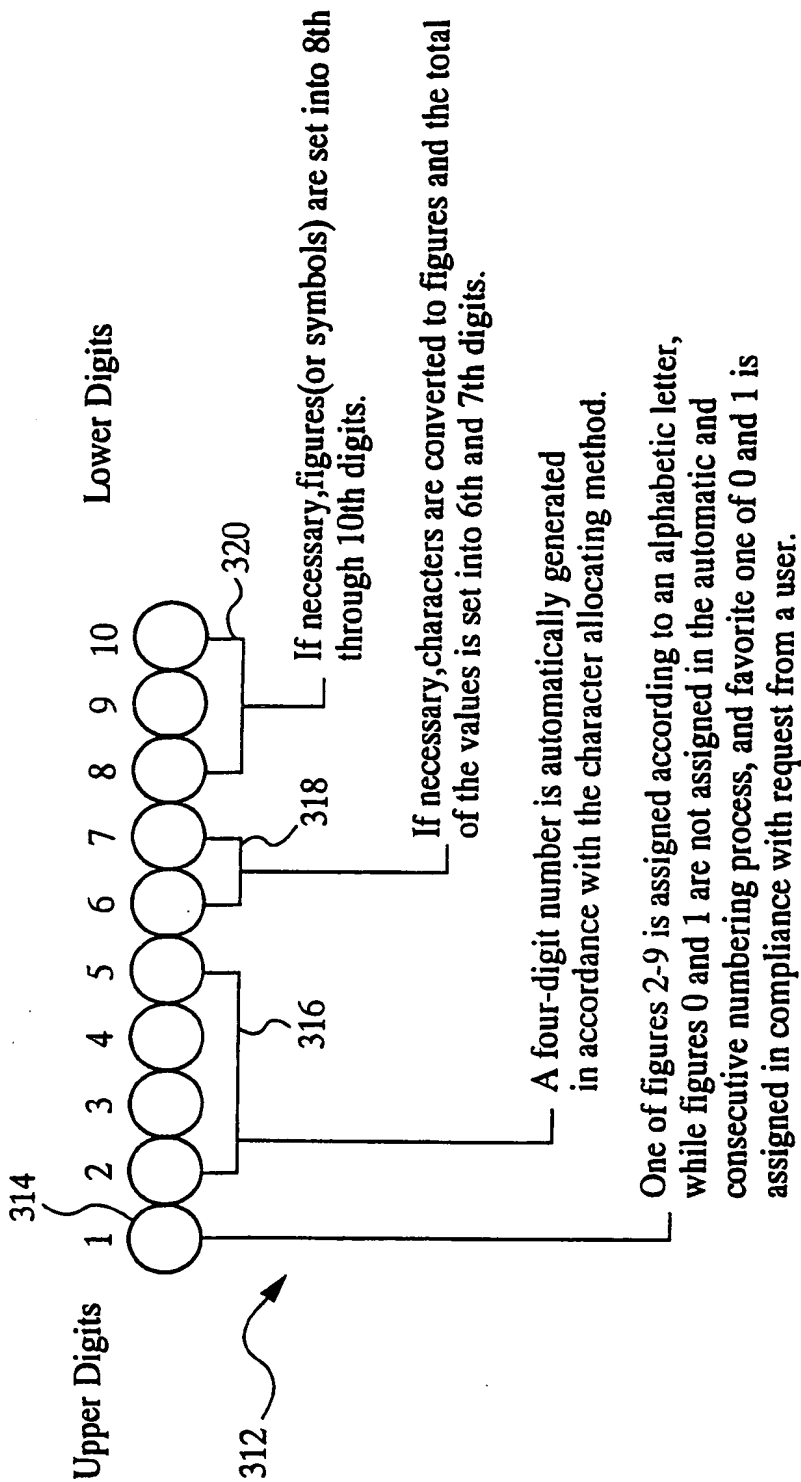 Upper Digits
Lower Digits
314
1 2 3 4 5 6 7 8 9 10
312
316
318
320
If necessary,figures(or symbols) are set into 8th
through 10th digits.
If necessary,characters are converted to figures and the total
of the values is set into 6th and 7th digits.
A four-digit number is automatically generated
in accordance with the character allocating method.
One of figures 2-9 is assigned according to an alphabetic letter,
while figures 0 and 1 are not assigned in the automatic and
consecutive numbering process, and favorite one of 0 and 1 is
assigned in compliance with request from a user.